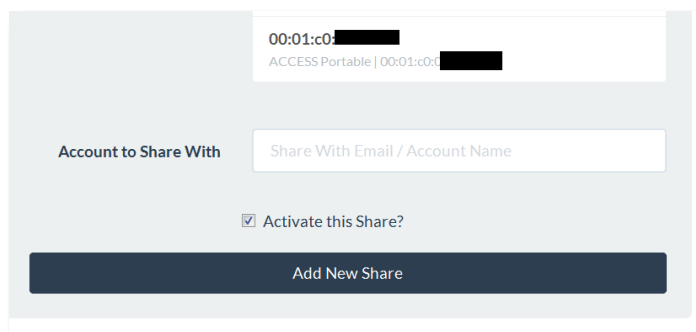 00:01:c0:
ACCESS Portable | 00:01:c0:0
Account to Share With
Share With Email / Account Name
Activate this Share?
Add New Share